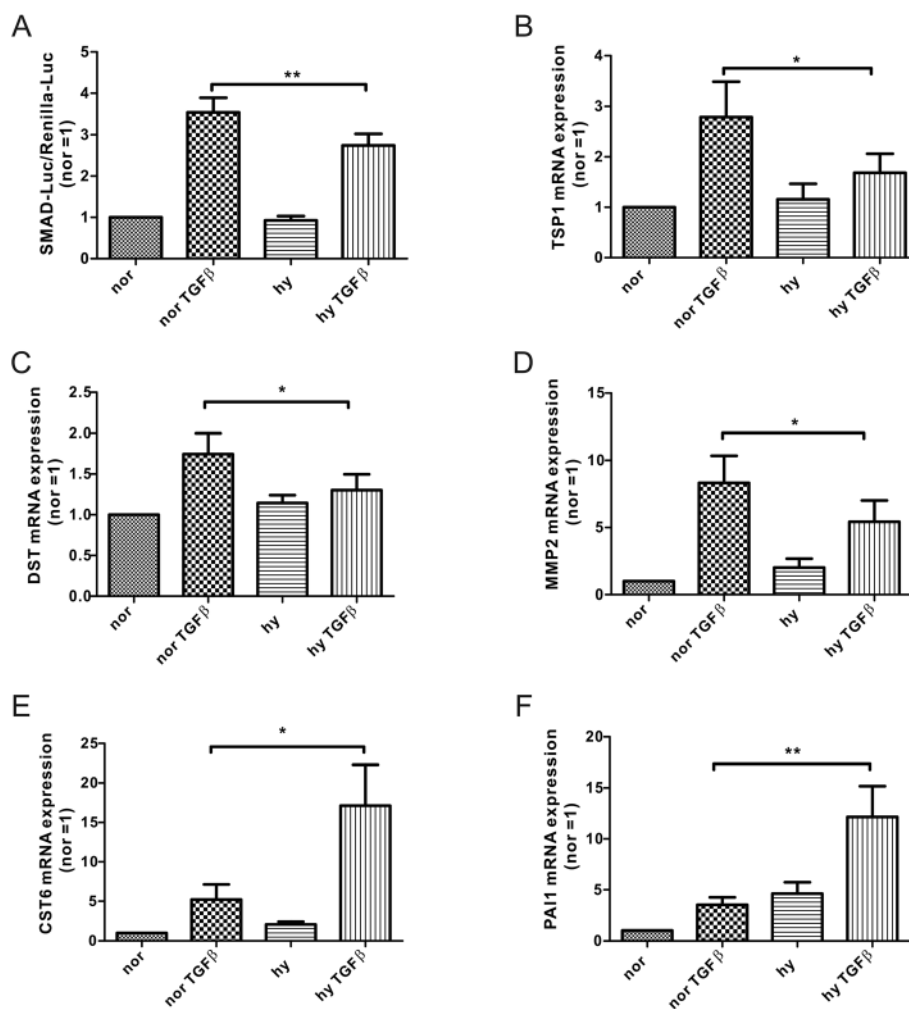 A
SMAD-Luc/Renilla-Luc
(nor =1)
5
4
3
2
1
0
**
nor
nor TGFβ
hy
hy TGFβ
B
TSP1 mRNA expression
(nor =1)
4
3
2
1
0
*
nor
nor TGFβ
hy
hy TGFβ
C
DST mRNA expression
(nor =1)
2.5
2.0
1.5
1.0
0.5
0.0
*
nor
nor TGFβ
hy
hy TGFβ
D
MMP2 mRNA expression
(nor =1)
15
10
5
0
*
nor
nor TGFβ
hy
hy TGFβ
E
CST6 mRNA expression
(nor =1)
25
20
15
10
5
0
*
nor
nor TGFβ
hy
hy TGFβ
F
PAI1 mRNA expression
(nor =1)
20
15
10
5
0
**
nor
nor TGFβ
hy
hy TGFβ